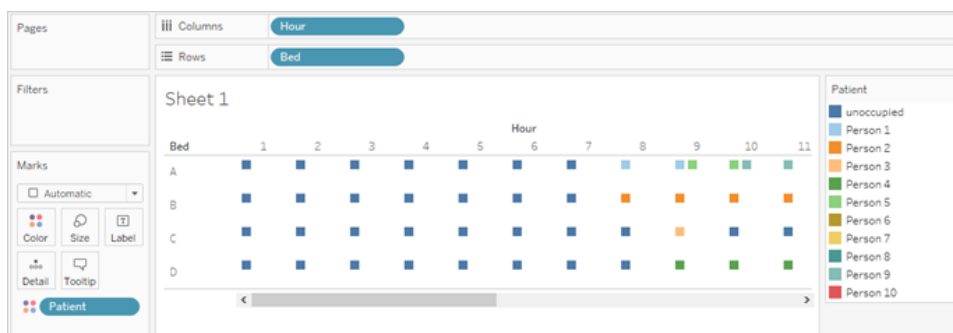 Pages
Columns
Hour
Rows
Bed
Filters
Sheet 1
Hour
Bed 1 2 3 4 5 6 7 8 9 10 11
A
B
C
D
Marks
Automatic
Color Size Label
Detail Tooltip
Patient
Patient
unoccupied
Person 1
Person 2
Person 3
Person 4
Person 5
Person 6
Person 7
Person 8
Person 9
Person 10